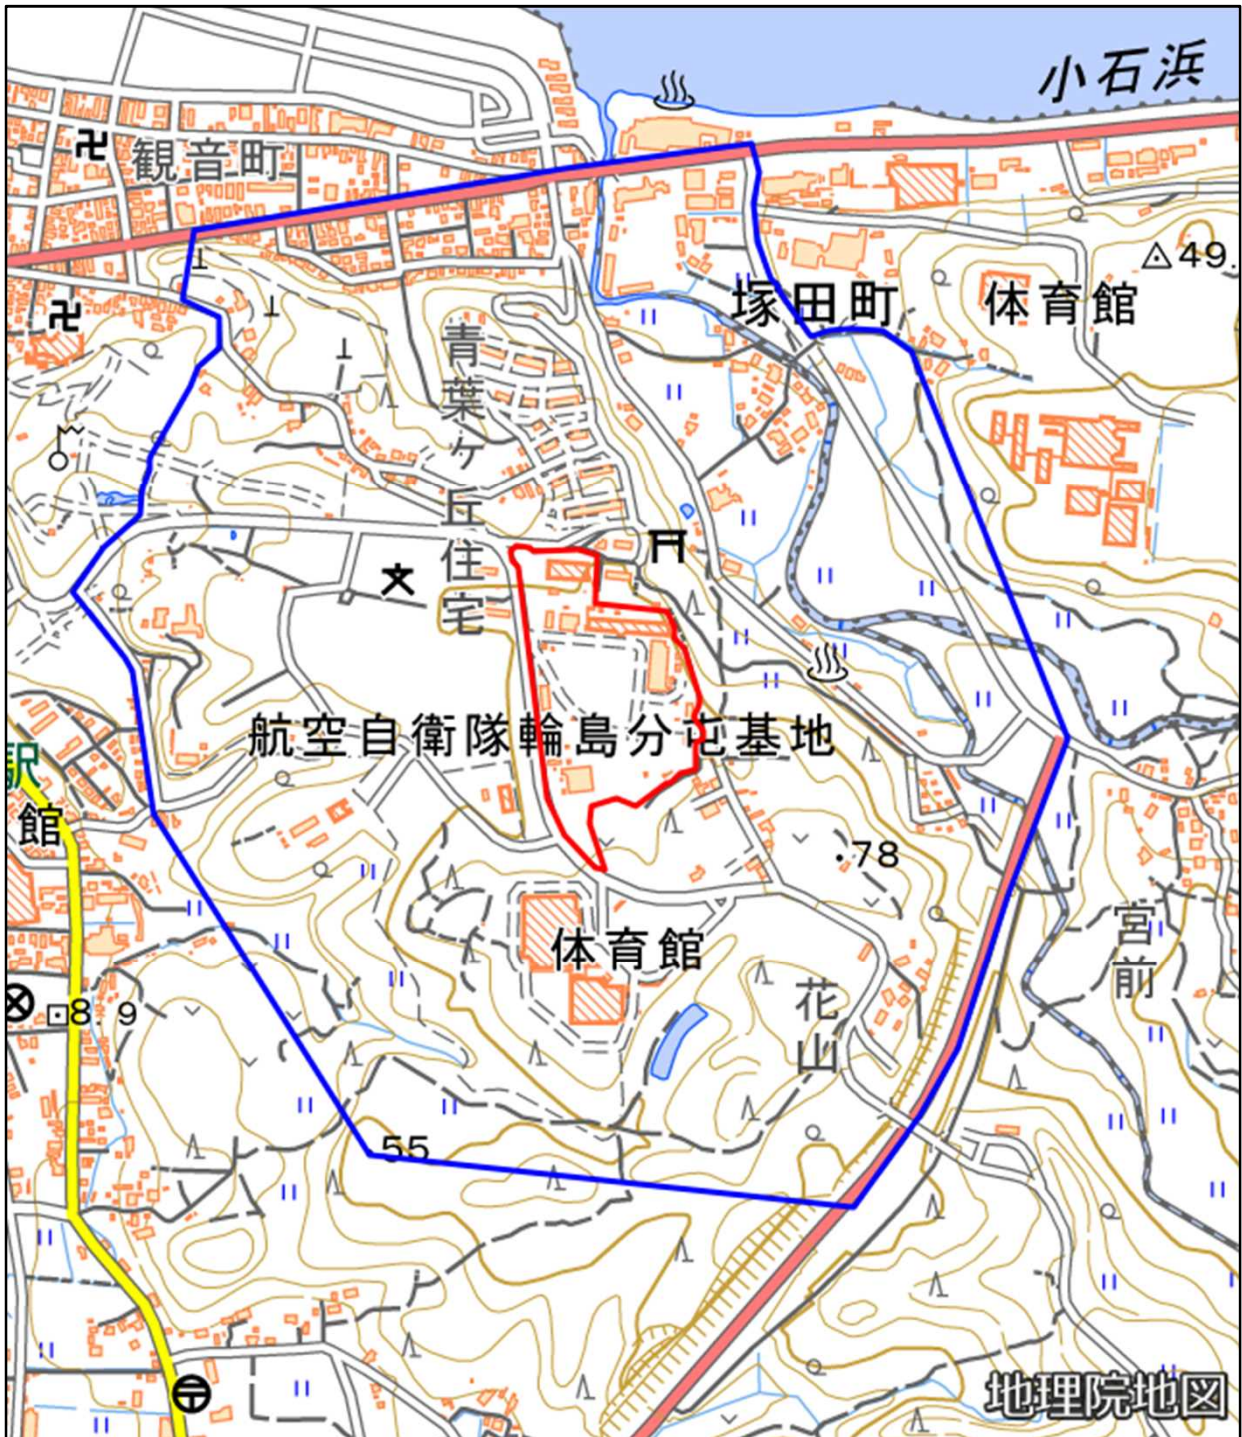 小石浜
観音町
49.
塚田町
体育館
青葉ヶ丘住宅
航空自衛隊輪島分屯基地
駅
館
78
体育館
宮前
花山
8.9
55
地理院地図